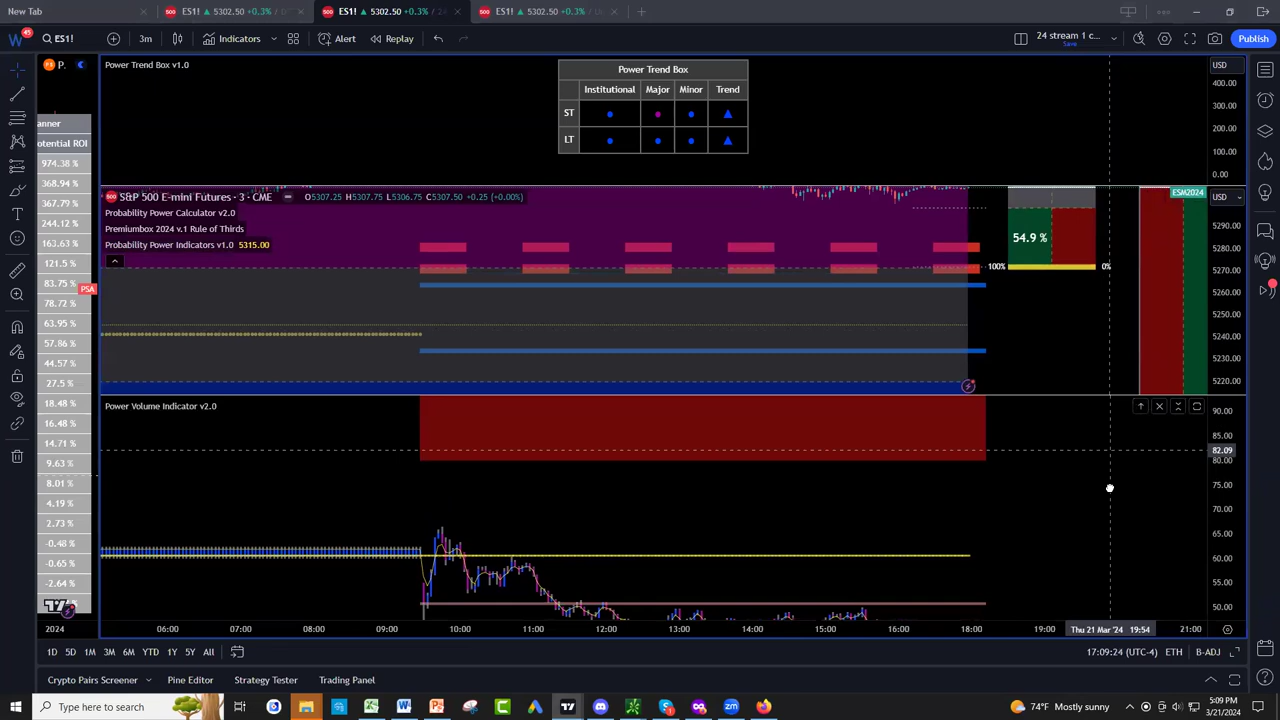 New Tab
500 ES1! ▲ 5302.50 +0.3% /
500 ES1! ▲ 5302.50 +0.3% /
500 ES1! ▲ 5302.50 +0.3% /
W 45
ES1!
3m
Indicators
Alert
Replay
24 stream 1 c...
Save
Publish
P.
Power Trend Box v1.0
Power Trend Box
Institutional Major Minor Trend
ST
LT
USD
400.00
300.00
200.00
100.00
0.00
anner
otential ROI
974.38 %
368.94 %
367.79 %
244.12 %
163.63 %
121.5 %
83.75 %
78.72 %
63.95 %
57.86 %
44.57 %
27.5 %
18.48 %
16.48 %
14.71 %
9.63 %
8.01 %
4.19 %
2.73 %
-0.48 %
-0.65 %
-2.64 %
PSA
500 S&P 500 E-mini Futures · 3 · CME O5307.25 H5307.75 L5306.75 C5307.50 +0.25 (+0.00%)
Probability Power Calculator v2.0
Premiumbox 2024 v.1 Rule of Thirds
Probability Power Indicators v1.0 5315.00
54.9 %
100%
0%
ESM2024
USD
5290.00
5280.00
5270.00
5260.00
5250.00
5240.00
5230.00
5220.00
Power Volume Indicator v2.0
90.00
85.00
82.09
80.00
75.00
70.00
65.00
60.00
55.00
50.00
2024 06:00 07:00 08:00 09:00 10:00 11:00 12:00 13:00 14:00 15:00 16:00 18:00 19:00 Thu 21 Mar '24 19:54 21:00
1D 5D 1M 3M 6M YTD 1Y 5Y All
17:09:24 (UTC-4) ETH B-ADJ
Crypto Pairs Screener Pine Editor Strategy Tester Trading Panel
Type here to search
74°F Mostly sunny
5:09 PM
3/21/2024